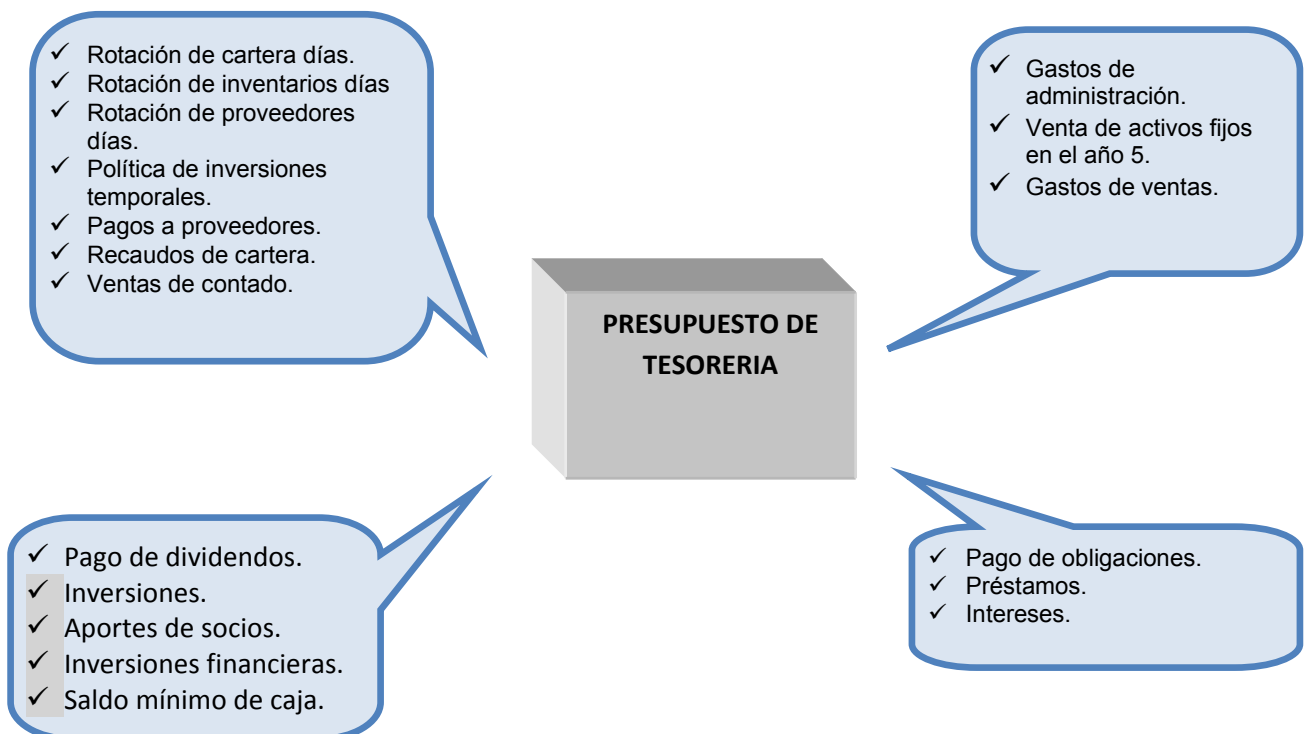 ✓ Rotación de cartera días.
✓ Rotación de inventarios días
✓ Rotación de proveedores
días.
✓ Política de inversiones
temporales.
✓ Pagos a proveedores.
✓ Recaudos de cartera.
✓ Ventas de contado.
✓ Gastos de
administración.
✓ Venta de activos fijos
en el año 5.
✓ Gastos de ventas.
PRESUPUESTO DE
TESORERIA
✓ Pago de dividendos.
✓ Inversiones.
✓ Aportes de socios.
✓ Inversiones financieras.
✓ Saldo mínimo de caja.
✓ Pago de obligaciones.
✓ Préstamos.
✓ Intereses.